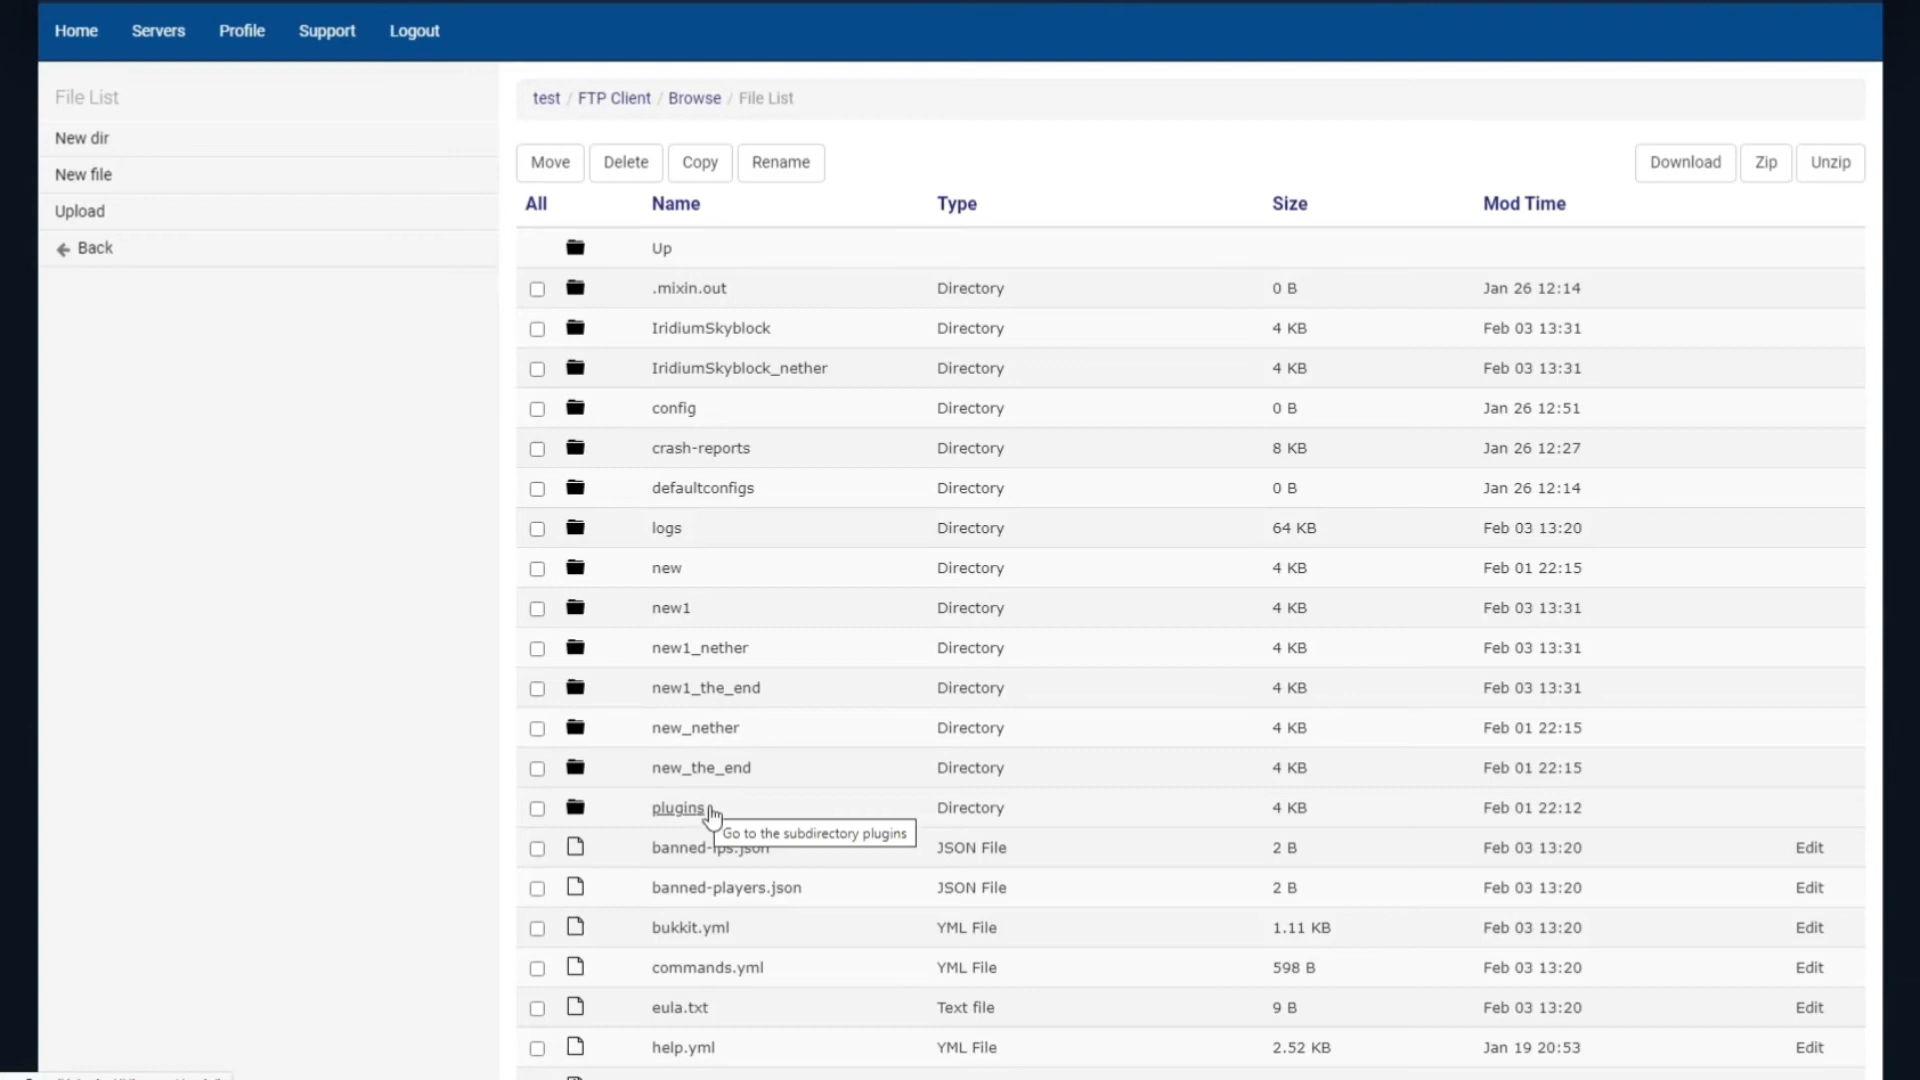 Home Servers Profile Support Logout
File List
New dir
New file
Upload
Back
test / FTP Client / Browse / File List
Move Delete Copy Rename Download Zip Unzip
All Name Type Size Mod Time
Up
.mixin.out Directory 0 B Jan 26 12:14
IridiumSkyblock Directory 4 KB Feb 03 13:31
IridiumSkyblock_nether Directory 4 KB Feb 03 13:31
config Directory 0 B Jan 26 12:51
crash-reports Directory 8 KB Jan 26 12:27
defaultconfigs Directory 0 B Jan 26 12:14
logs Directory 64 KB Feb 03 13:20
new Directory 4 KB Feb 01 22:15
new1 Directory 4 KB Feb 03 13:31
new1_nether Directory 4 KB Feb 03 13:31
new1_the_end Directory 4 KB Feb 03 13:31
new_nether Directory 4 KB Feb 01 22:15
new_the_end Directory 4 KB Feb 01 22:15
plugins Directory 4 KB Feb 01 22:12
Go to the subdirectory plugins
banned-ips.json JSON File 2 B Feb 03 13:20 Edit
banned-players.json JSON File 2 B Feb 03 13:20 Edit
bukkit.yml YML File 1.11 KB Feb 03 13:20 Edit
commands.yml YML File 598 B Feb 03 13:20 Edit
eula.txt Text file 9 B Feb 03 13:20 Edit
help.yml YML File 2.52 KB Jan 19 20:53 Edit